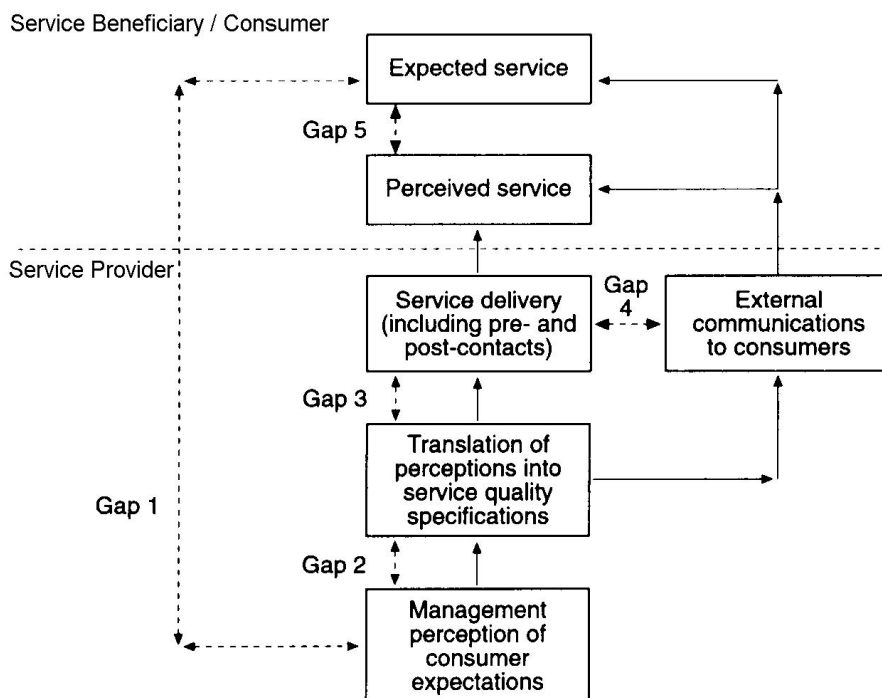 Service Beneficiary / Consumer
Expected service
Gap 5
Perceived service
Service Provider
Service delivery
(including pre- and
post-contacts)
Gap
4
External
communications
to consumers
Gap 3
Translation of
perceptions into
service quality
specifications
Gap 1
Gap 2
Management
perception of
consumer
expectations